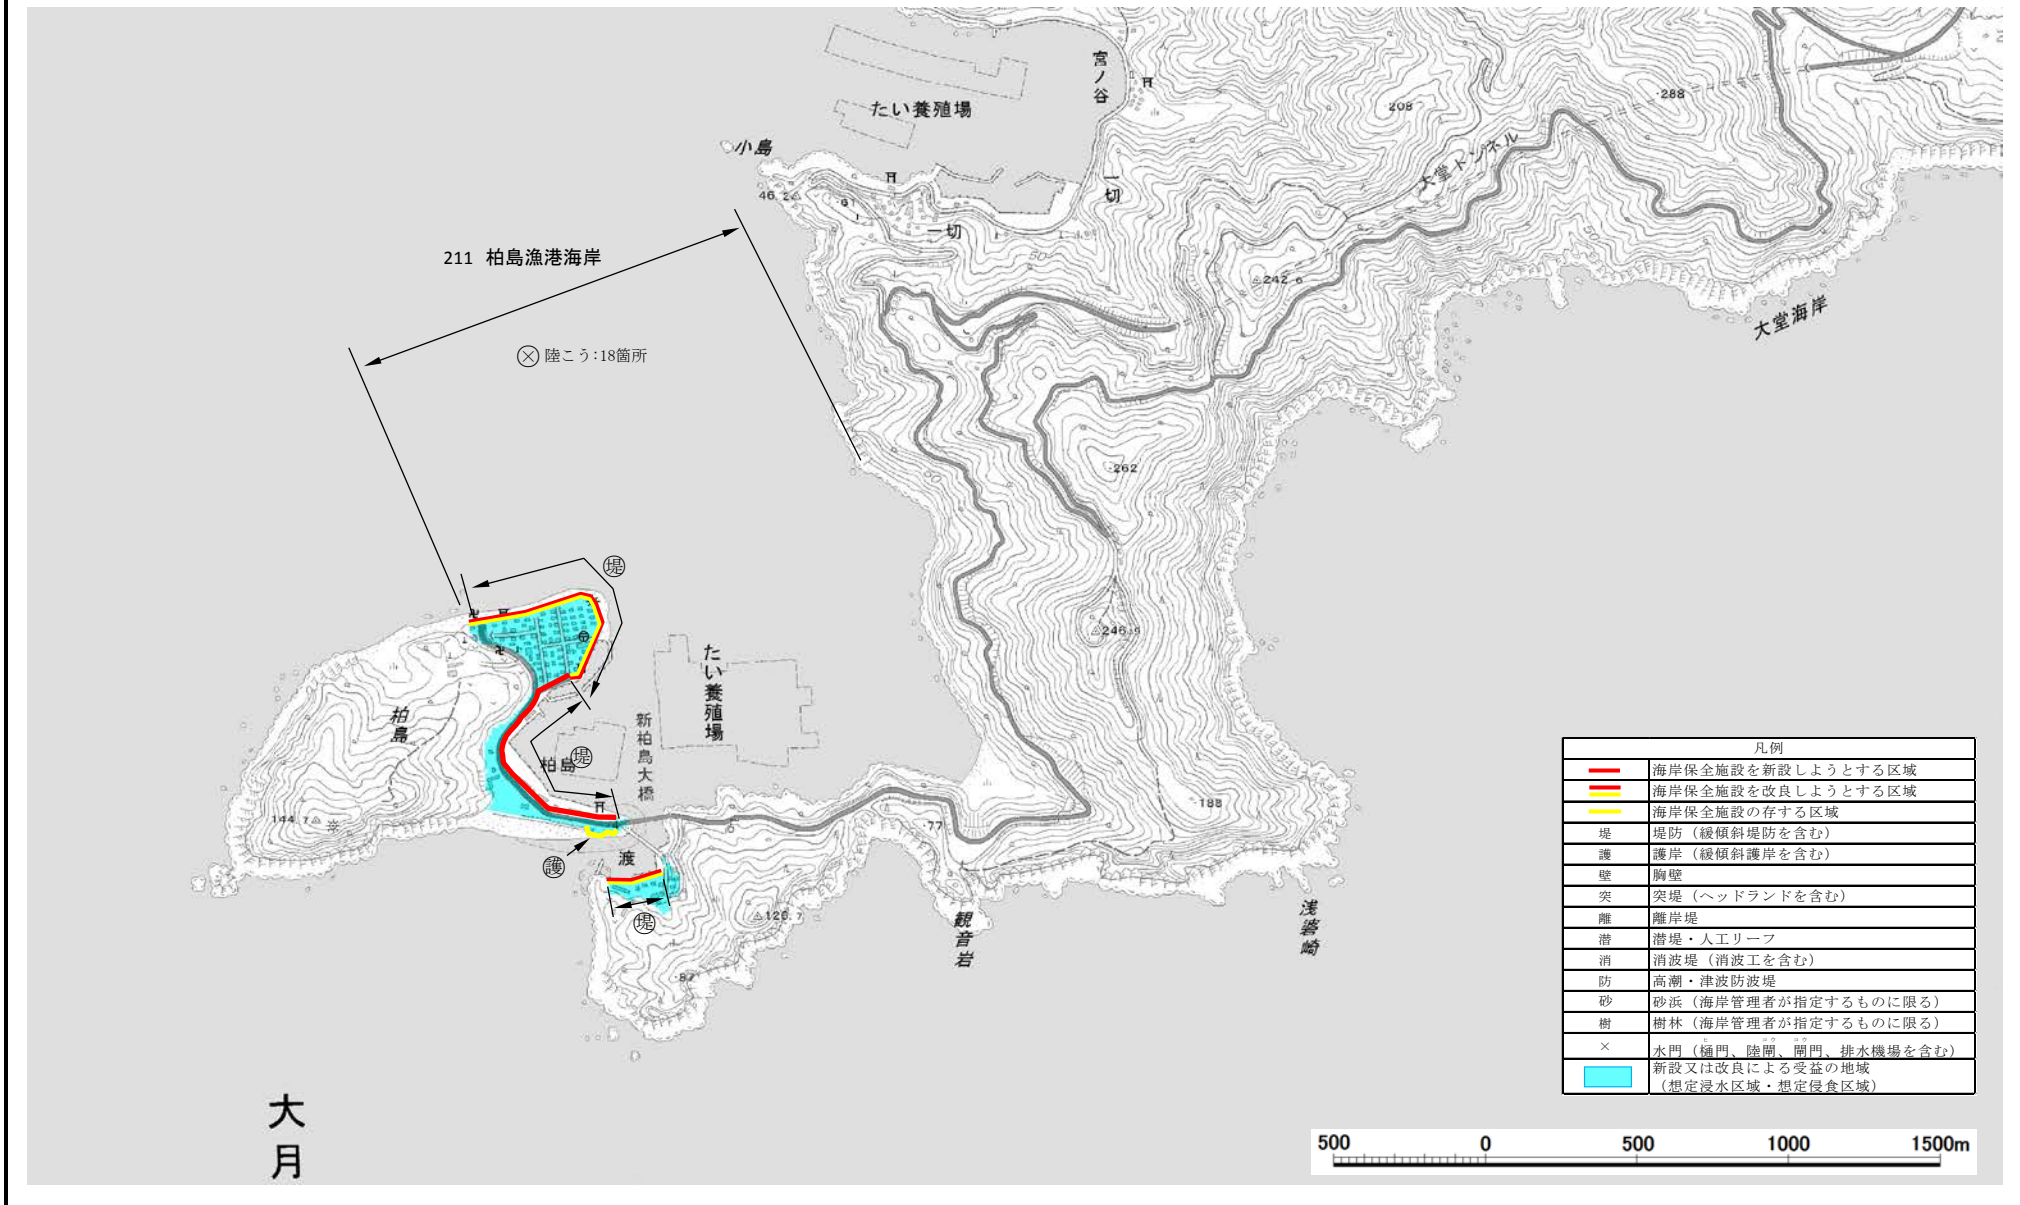 宮ノ谷
たい養殖場
小島
208
288
大堂トンネル
一切
46.2
61
一切
50
50
211 柏島漁港海岸
242.6
大堂海岸
× 陸こう:18箇所
262
堤
246.9
たい養殖場
新柏島大橋
柏島
柏島
堤
188
144.7
77
4
護
渡
堤
126.7
87
観音岩
浅碆崎
大月
凡例
海岸保全施設を新設しようとする区域
海岸保全施設を改良しようとする区域
海岸保全施設の存する区域
堤 堤防（緩傾斜堤防を含む）
護 護岸（緩傾斜護岸を含む）
壁 胸壁
突 突堤（ヘッドランドを含む）
離 離岸堤
潜 潜堤・人工リーフ
消 消波堤（消波工を含む）
防 高潮・津波防波堤
砂 砂浜（海岸管理者が指定するものに限る）
樹 樹林（海岸管理者が指定するものに限る）
× 水門（樋門、陸閘、閘門、排水機場を含む）
新設又は改良による受益の地域
（想定浸水区域・想定侵食区域）
500 0 500 1000 1500m